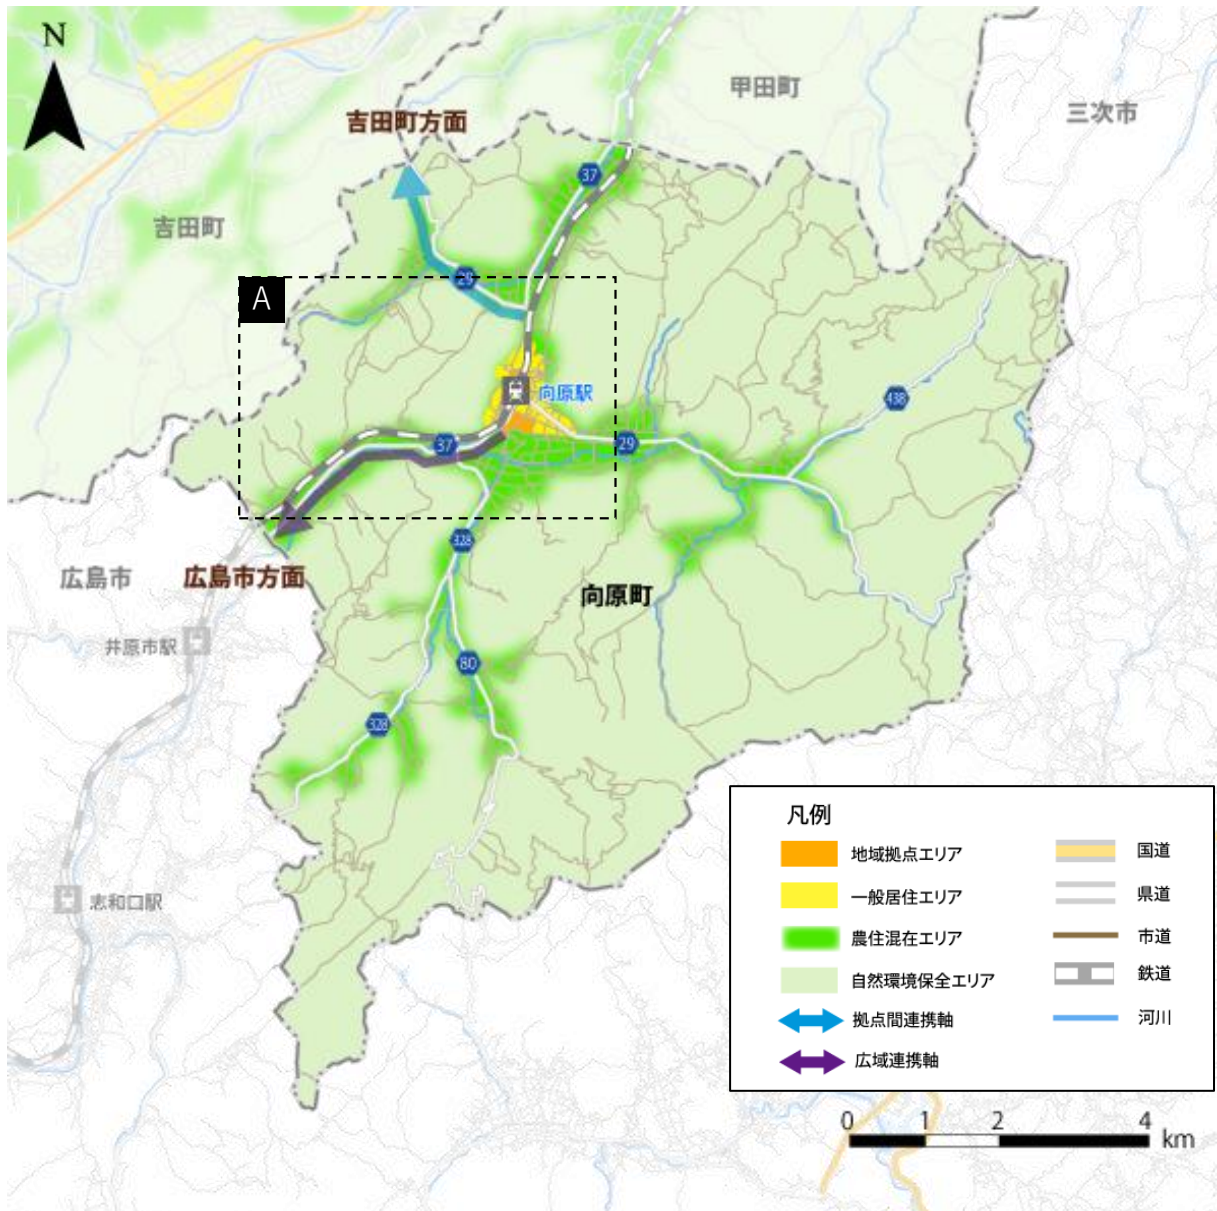 N
甲田町
三次市
吉田町方面
37
吉田町
29
A
向原駅
438
37
29
328
広島市
広島市方面
向原町
井原市駅
80
328
志和口駅
凡例
地域拠点エリア
一般居住エリア
農住混在エリア
自然環境保全エリア
拠点間連携軸
広域連携軸
国道
県道
市道
鉄道
河川
0 1 2 4 km